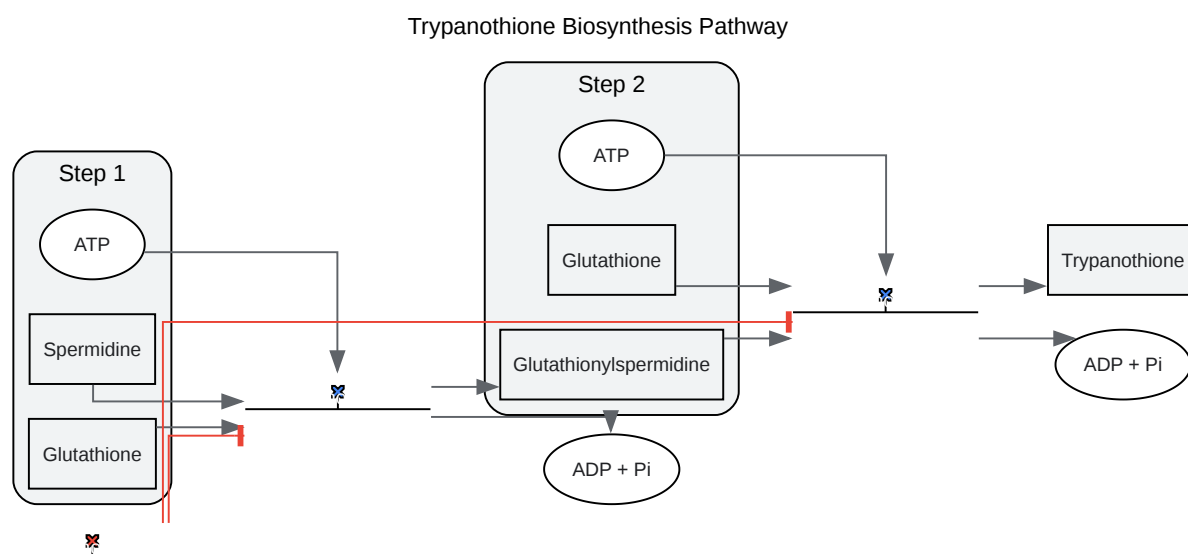 Trypanothione Biosynthesis Pathway
Step 1
ATP
Spermidine
Glutathione
Step 2
ATP
Glutathione
Glutathionylspermidine
ADP + Pi
Trypanothione
ADP + Pi